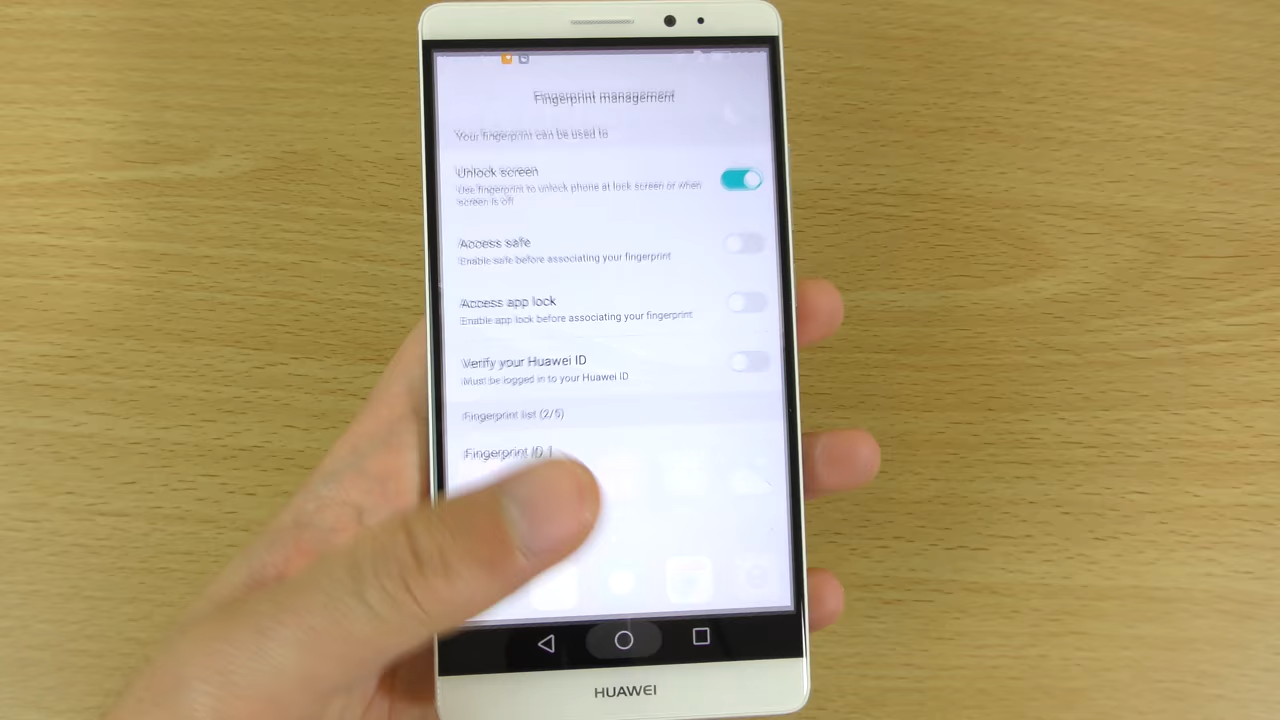 Fingerprint management
Your fingerprint can be used to
Unlock screen
Use fingerprint to unlock phone at lock screen or when
screen is off
Access safe
Enable safe before associating your fingerprint
Access app lock
Enable app lock before associating your fingerprint
Verify your Huawei ID
Must be logged in to your Huawei ID
Fingerprint list (2/5)
Fingerprint ID 1
HUAWEI